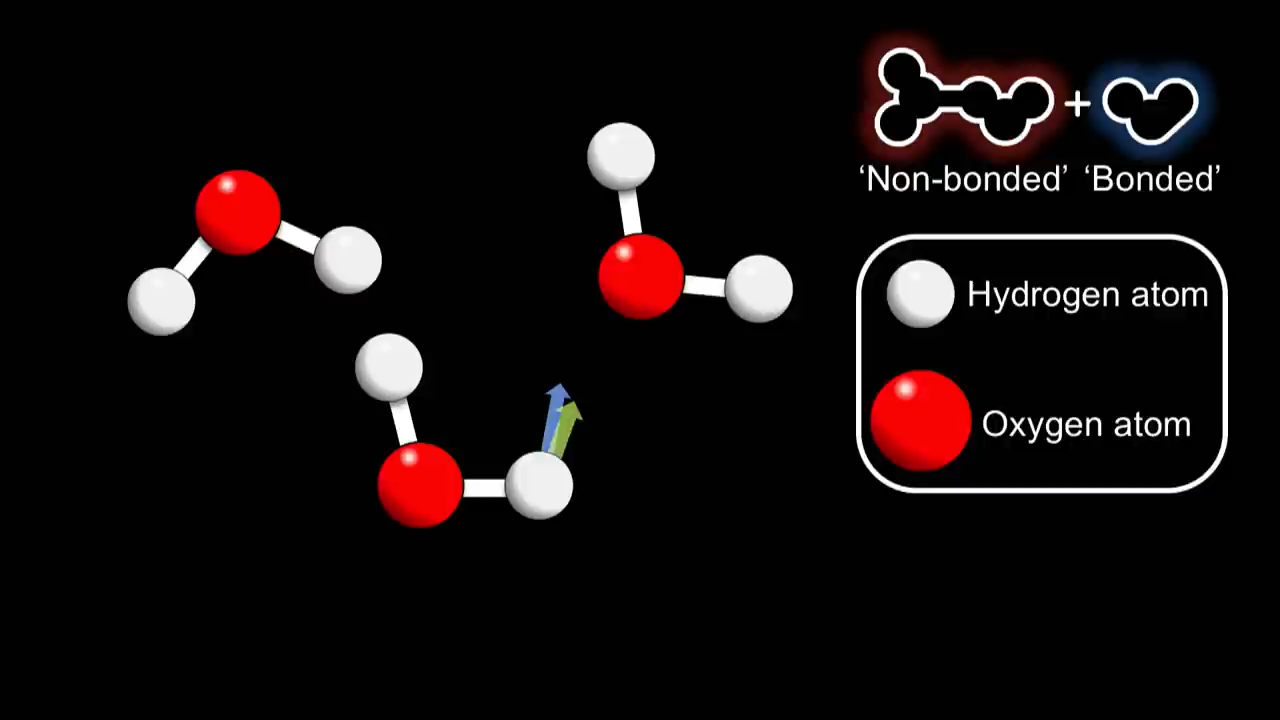 +
‘Non-bonded’ ‘Bonded’
Hydrogen atom
Oxygen atom